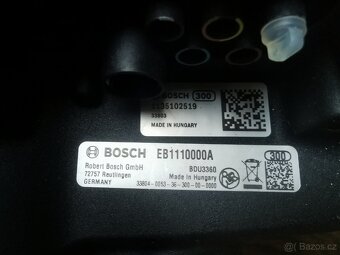 BOSCH 300
33803
MADE IN HUNGARY
BOSCH EB1110000A
Robert Bosch GmbH
72757 Reutlingen
GERMANY
BDU3360
Made in Hungary
300
Bazos.cz